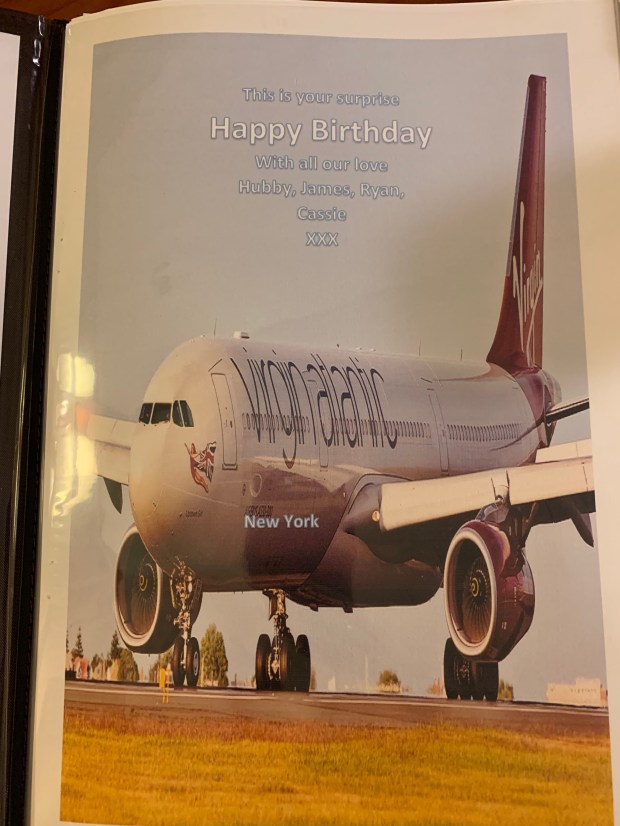 This is your surprise
Happy Birthday
With all our love
Hubby, James, Ryan,
Cassie
XXX
Virgin
virgin atlantic
New York